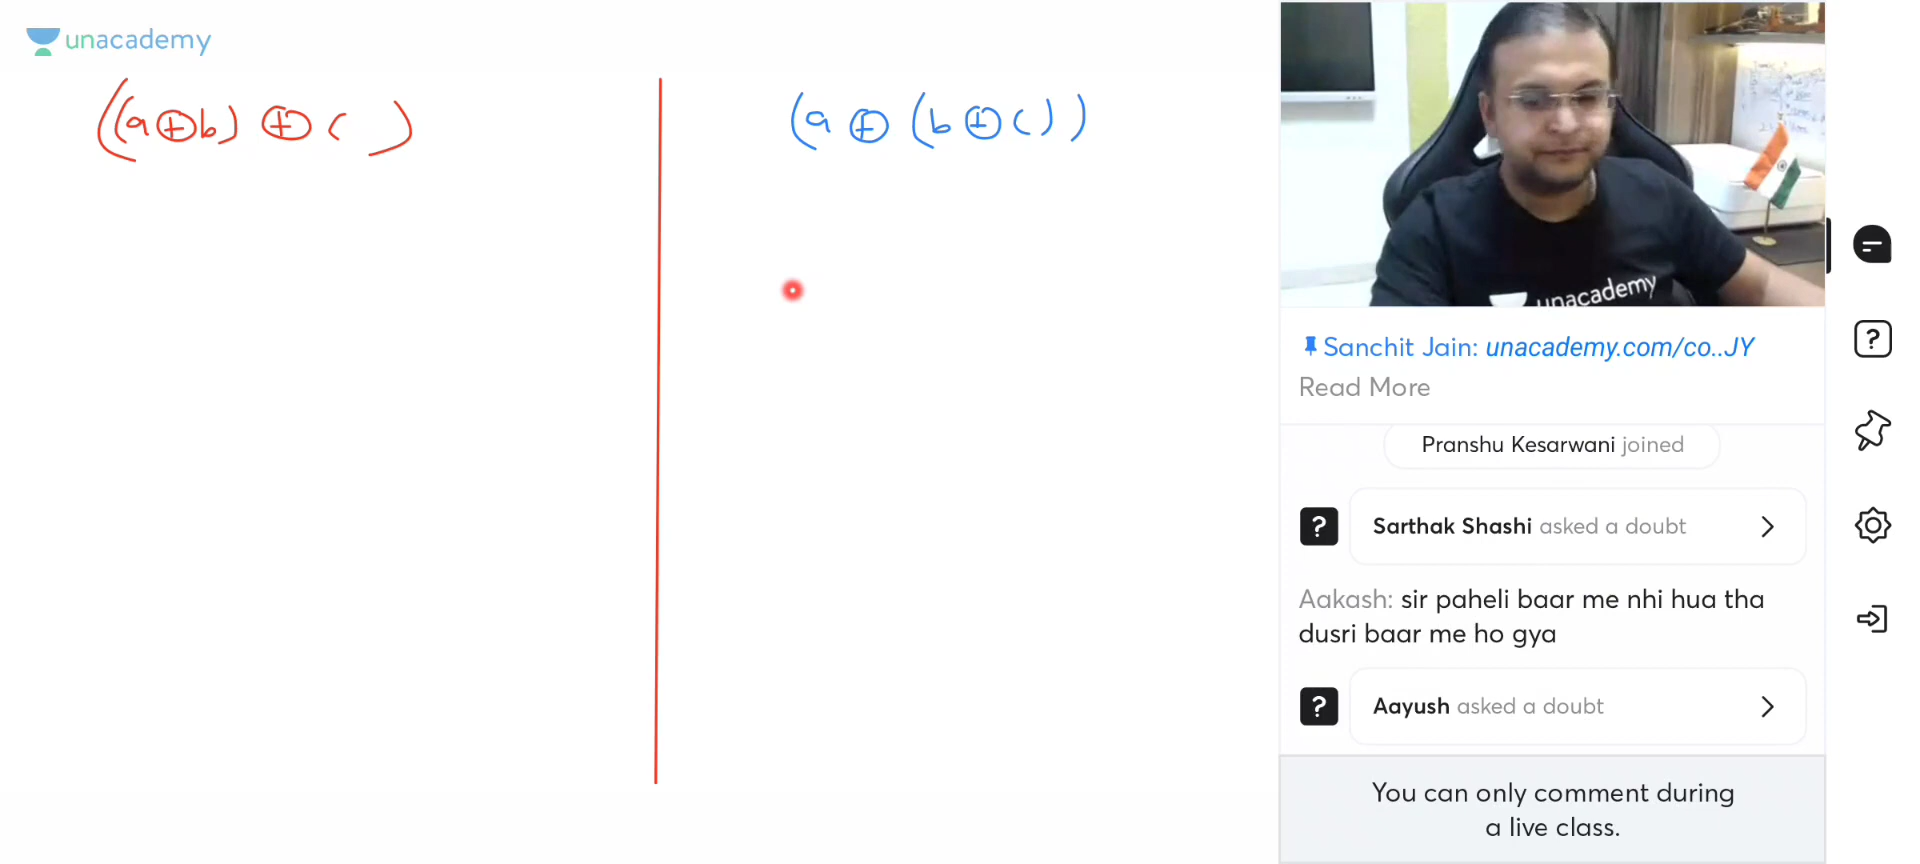 unacademy
((a⊕b) ⊕ c )
(a ⊕ (b ⊕ c))
unacademy
Sanchit Jain: unacademy.com/co..JY
Read More
Pranshu Kesarwani joined
? Sarthak Shashi asked a doubt
Aakash: sir paheli baar me nhi hua tha
dusri baar me ho gya
? Aayush asked a doubt
You can only comment during
a live class.
?